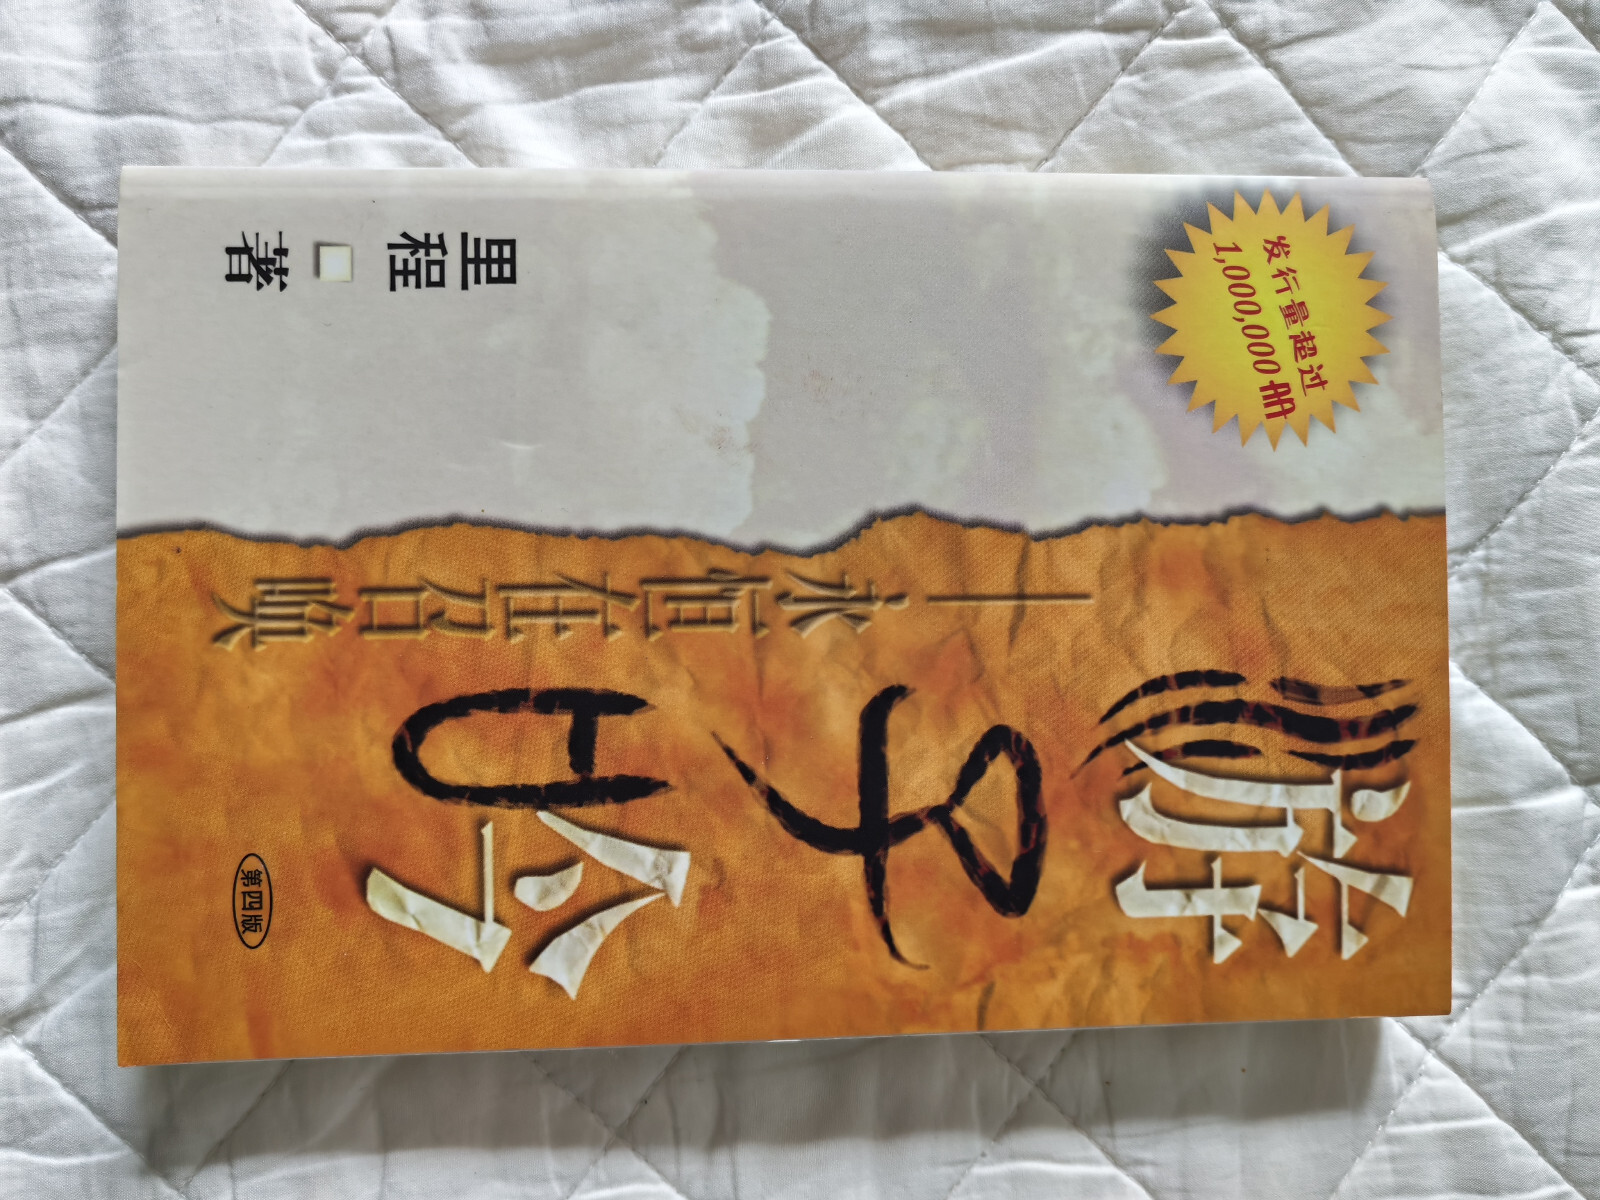 发行量超过
1,000,000册
游子吟
—永恒在召唤
里程□著
第四版